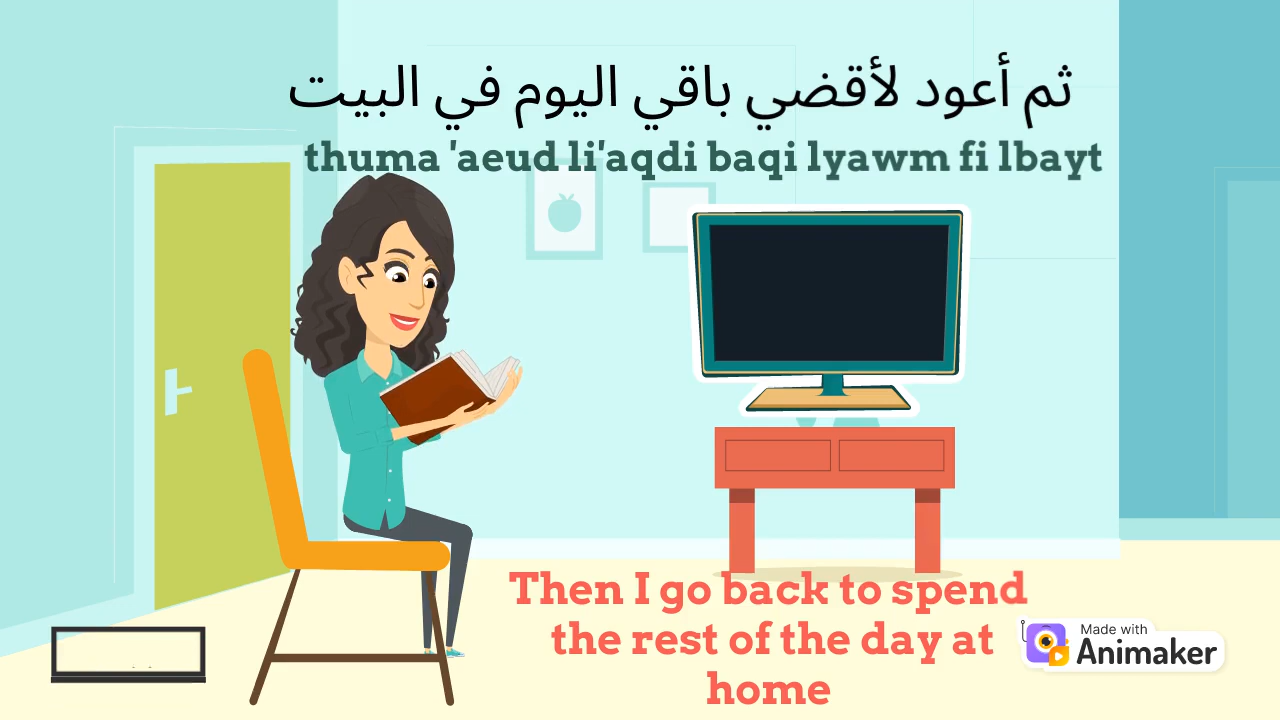 ثم أعود لأقضي باقي اليوم في البيت
thuma 'aeud li'aqdi baqi lyawm fi lbayt
Then I go back to spend
the rest of the day at
home
Made with
Animaker